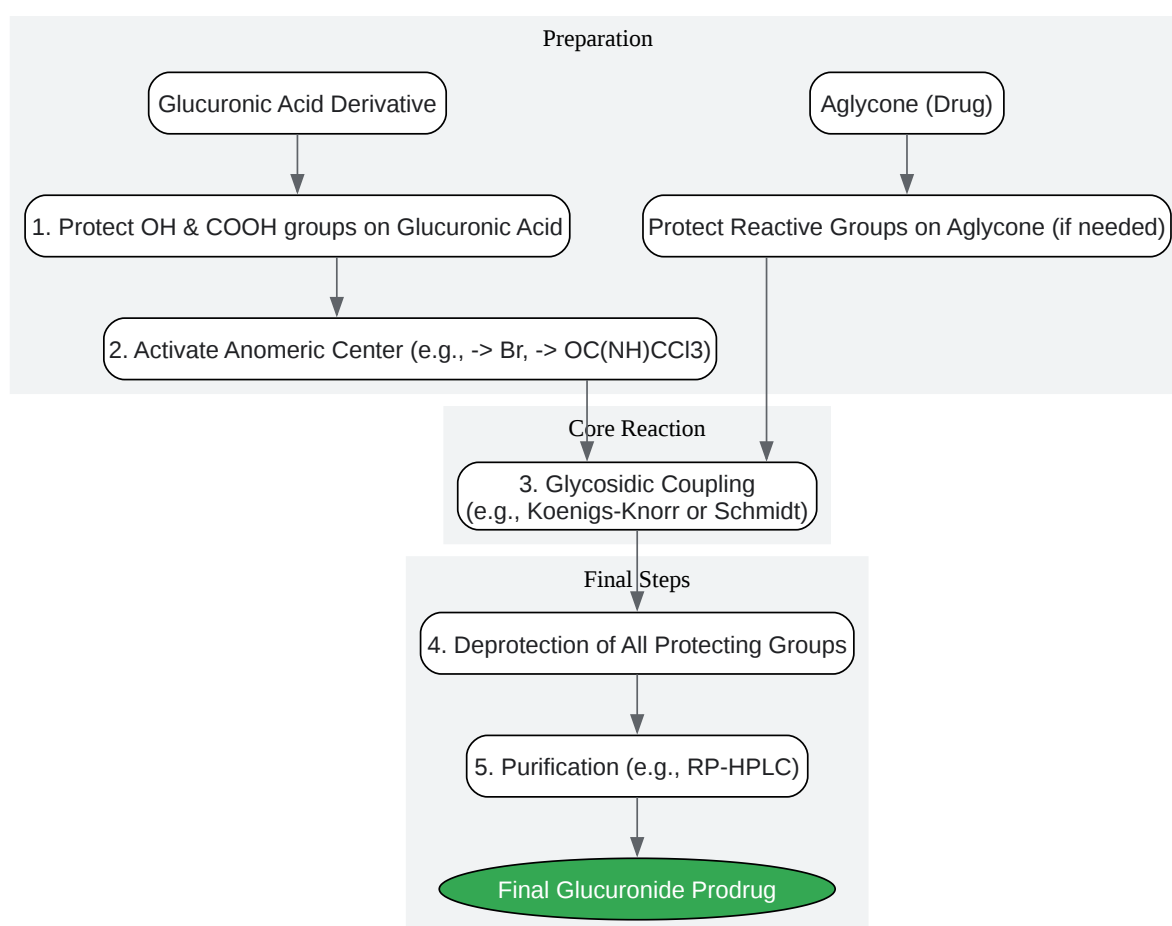 Preparation
Glucuronic Acid Derivative
Aglycone (Drug)
1. Protect OH & COOH groups on Glucuronic Acid
Protect Reactive Groups on Aglycone (if needed)
2. Activate Anomeric Center (e.g., -> Br, -> OC(NH)CCl3)
Core Reaction
3. Glycosidic Coupling
(e.g., Koenigs-Knorr or Schmidt)
Final Steps
4. Deprotection of All Protecting Groups
5. Purification (e.g., RP-HPLC)
Final Glucuronide Prodrug